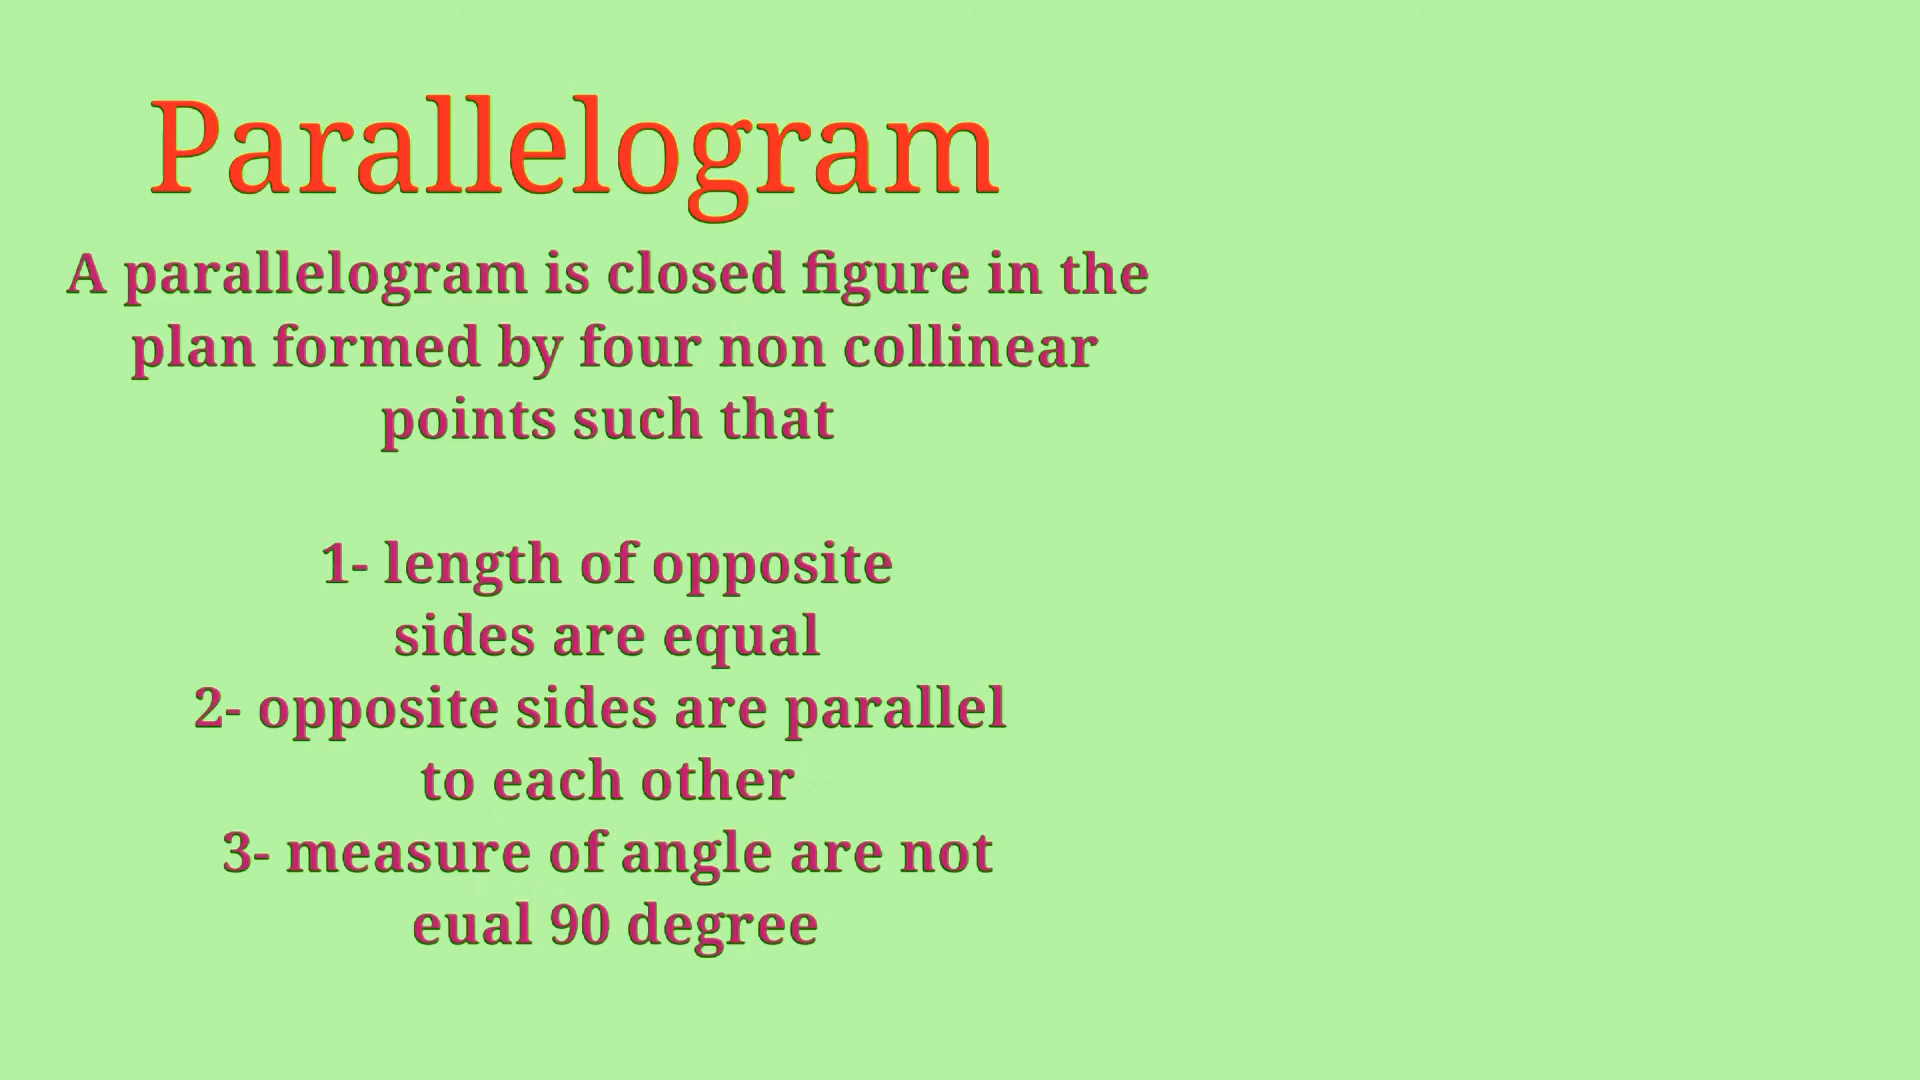 Parallelogram
A parallelogram is closed figure in the
plan formed by four non collinear
points such that
1- length of opposite
sides are equal
2- opposite sides are parallel
to each other
3- measure of angle are not
eual 90 degree